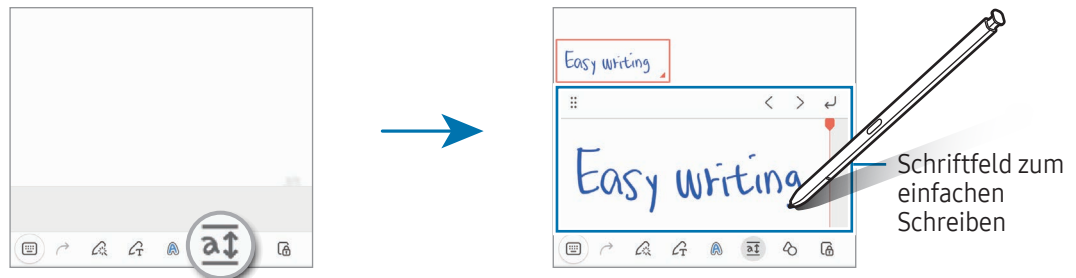 a
Easy writing
Easy writing
Schriftfeld zum
einfachen
Schreiben
a